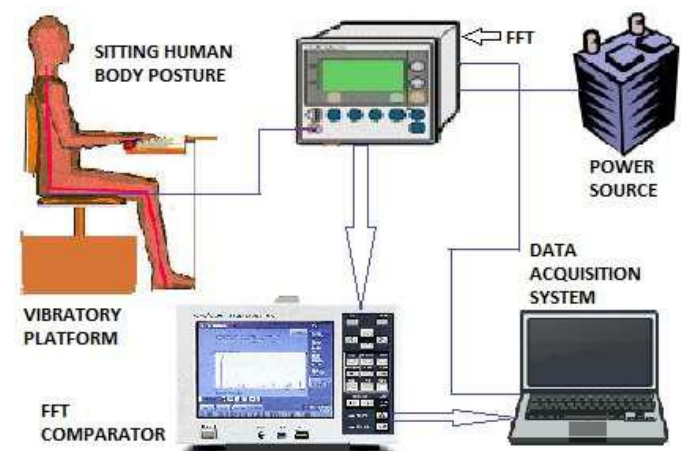 SITTING HUMAN
BODY POSTURE
FFT
POWER
SOURCE
DATA
ACQUISITION
SYSTEM
VIBRATORY
PLATFORM
FFT
COMPARATOR